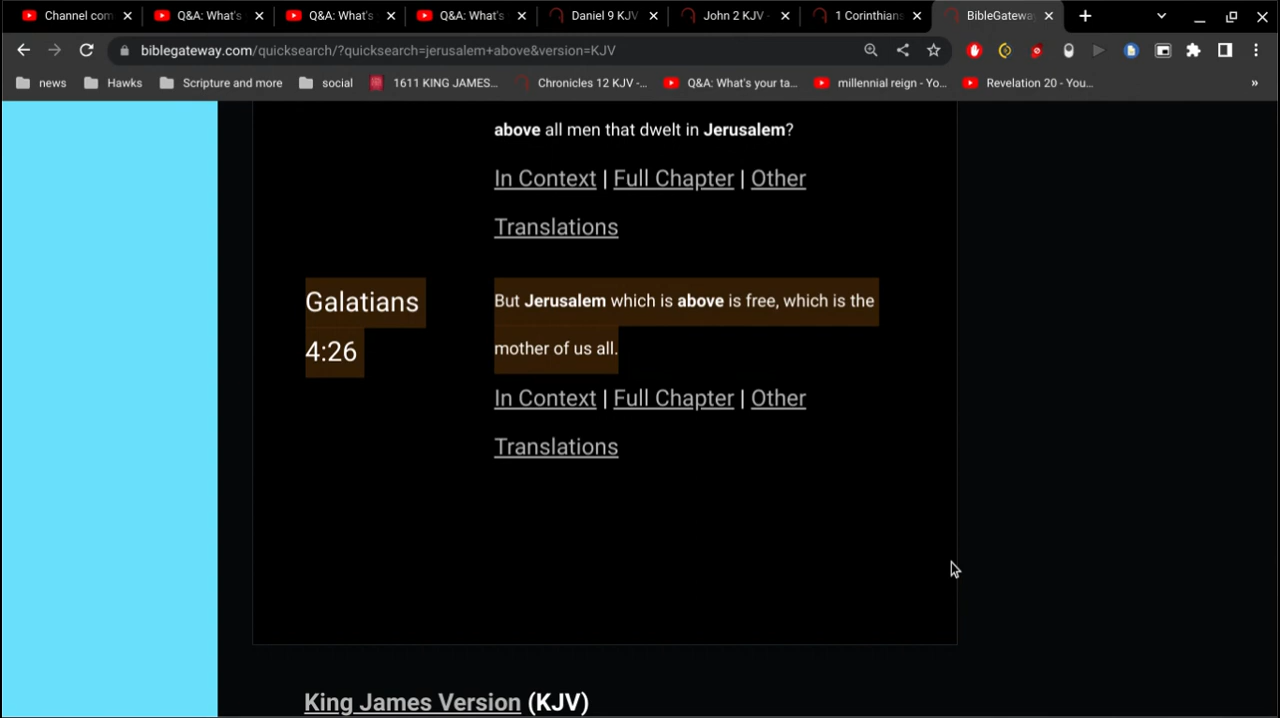 Channel com
Q&A: What's
Q&A: What's
Q&A: What's
Daniel 9 KJV
John 2 KJV -
1 Corinthians
BibleGateway
biblegateway.com/quicksearch/?quicksearch=jerusalem+above&version=KJV
news
Hawks
Scripture and more
social
1611 KING JAMES...
Chronicles 12 KJV -...
Q&A: What's your ta...
millennial reign - Yo...
Revelation 20 - You...
»
above all men that dwelt in Jerusalem?
In Context | Full Chapter | Other
Translations
Galatians
4:26
But Jerusalem which is above is free, which is the
mother of us all.
In Context | Full Chapter | Other
Translations
King James Version (KJV)